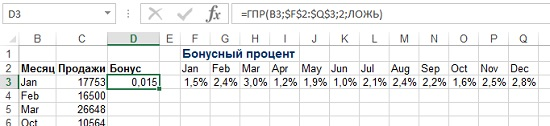 D3 =ГПР(B3;$F$2:$Q$3;2;ЛОЖЬ)
B C D E F G H I J K L M N O P Q
1 Бонусный процент
2 Месяц Продажи Бонус Jan Feb Mar Apr May Jun Jul Aug Sep Oct Nov Dec
3 Jan 17753 0,015 1,5% 2,4% 3,0% 1,2% 1,9% 1,0% 2,1% 2,4% 2,2% 1,6% 2,5% 2,8%
4 Feb 16500
5 Mar 26648
6 Oct 10564